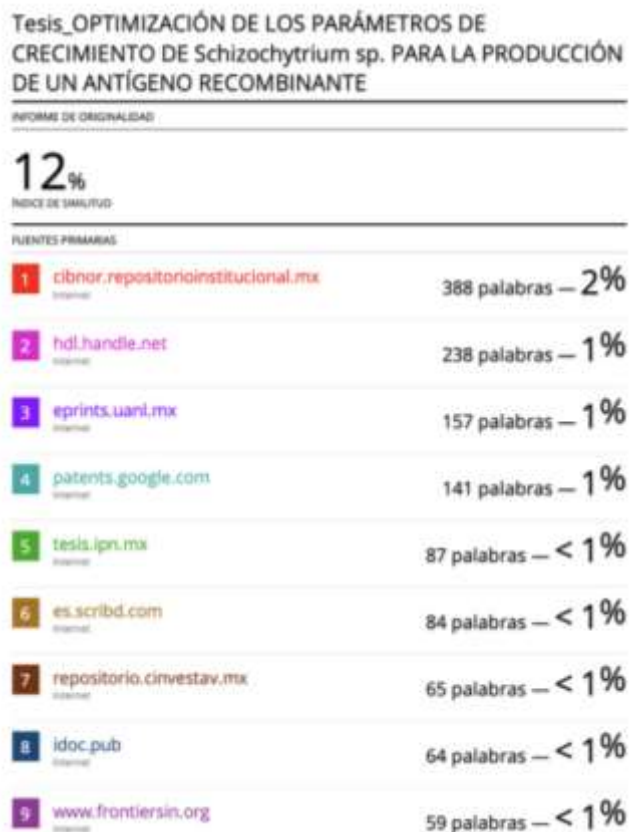 Tesis_OPTIMIZACIÓN DE LOS PARÁMETROS DE
CRECIMIENTO DE Schizochytrium sp. PARA LA PRODUCCIÓN
DE UN ANTÍGENO RECOMBINANTE
INFORME DE ORIGINALIDAD
12%
ÍNDICE DE SIMILITUD
FUENTES PRIMARIAS
1 cibnor.repositorioinstitucional.mx 388 palabras — 2%
Internet
2 hdl.handle.net 238 palabras — 1%
Internet
3 eprints.uanl.mx 157 palabras — 1%
Internet
4 patents.google.com 141 palabras — 1%
Internet
5 tesis.ipn.mx 87 palabras — < 1%
Internet
6 es.scribd.com 84 palabras — < 1%
Internet
7 repositorio.cinvestav.mx 65 palabras — < 1%
Internet
8 idoc.pub 64 palabras — < 1%
Internet
9 www.frontiersin.org 59 palabras — < 1%
Internet